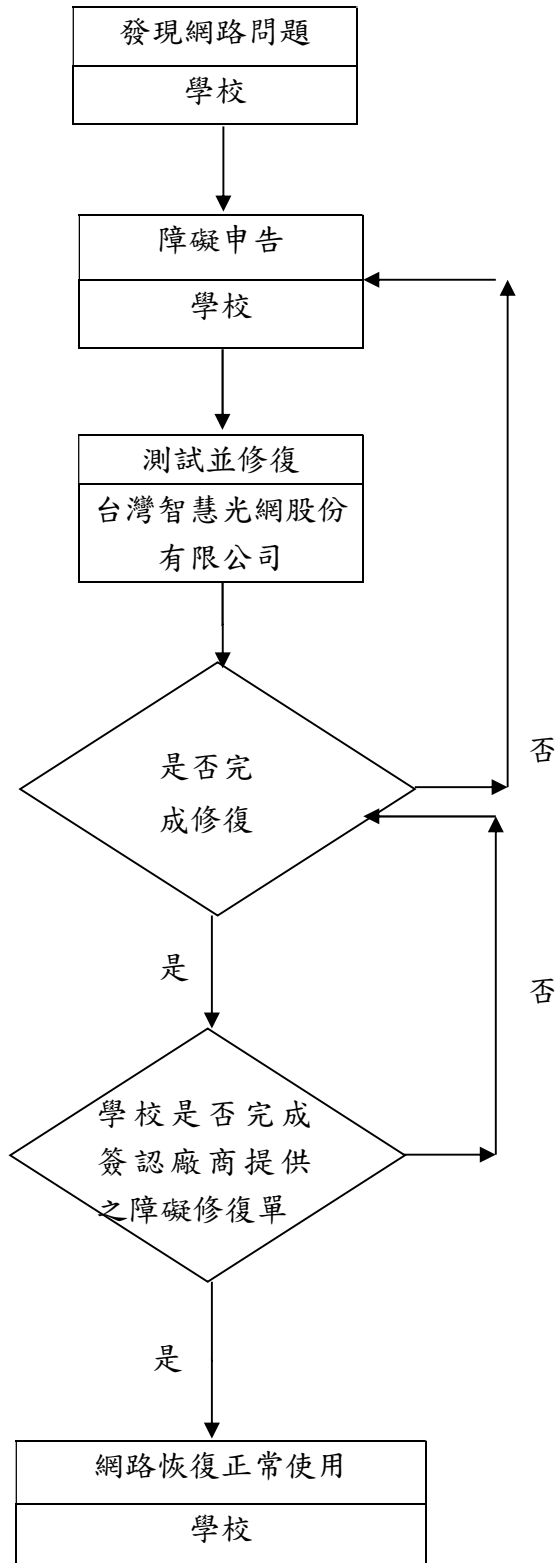 發現網路問題
學校
障礙申告
學校
測試並修復
台灣智慧光網股份
有限公司
是否完
成修復
否
是
否
學校是否完成
簽認廠商提供
之障礙修復單
是
網路恢復正常使用
學校